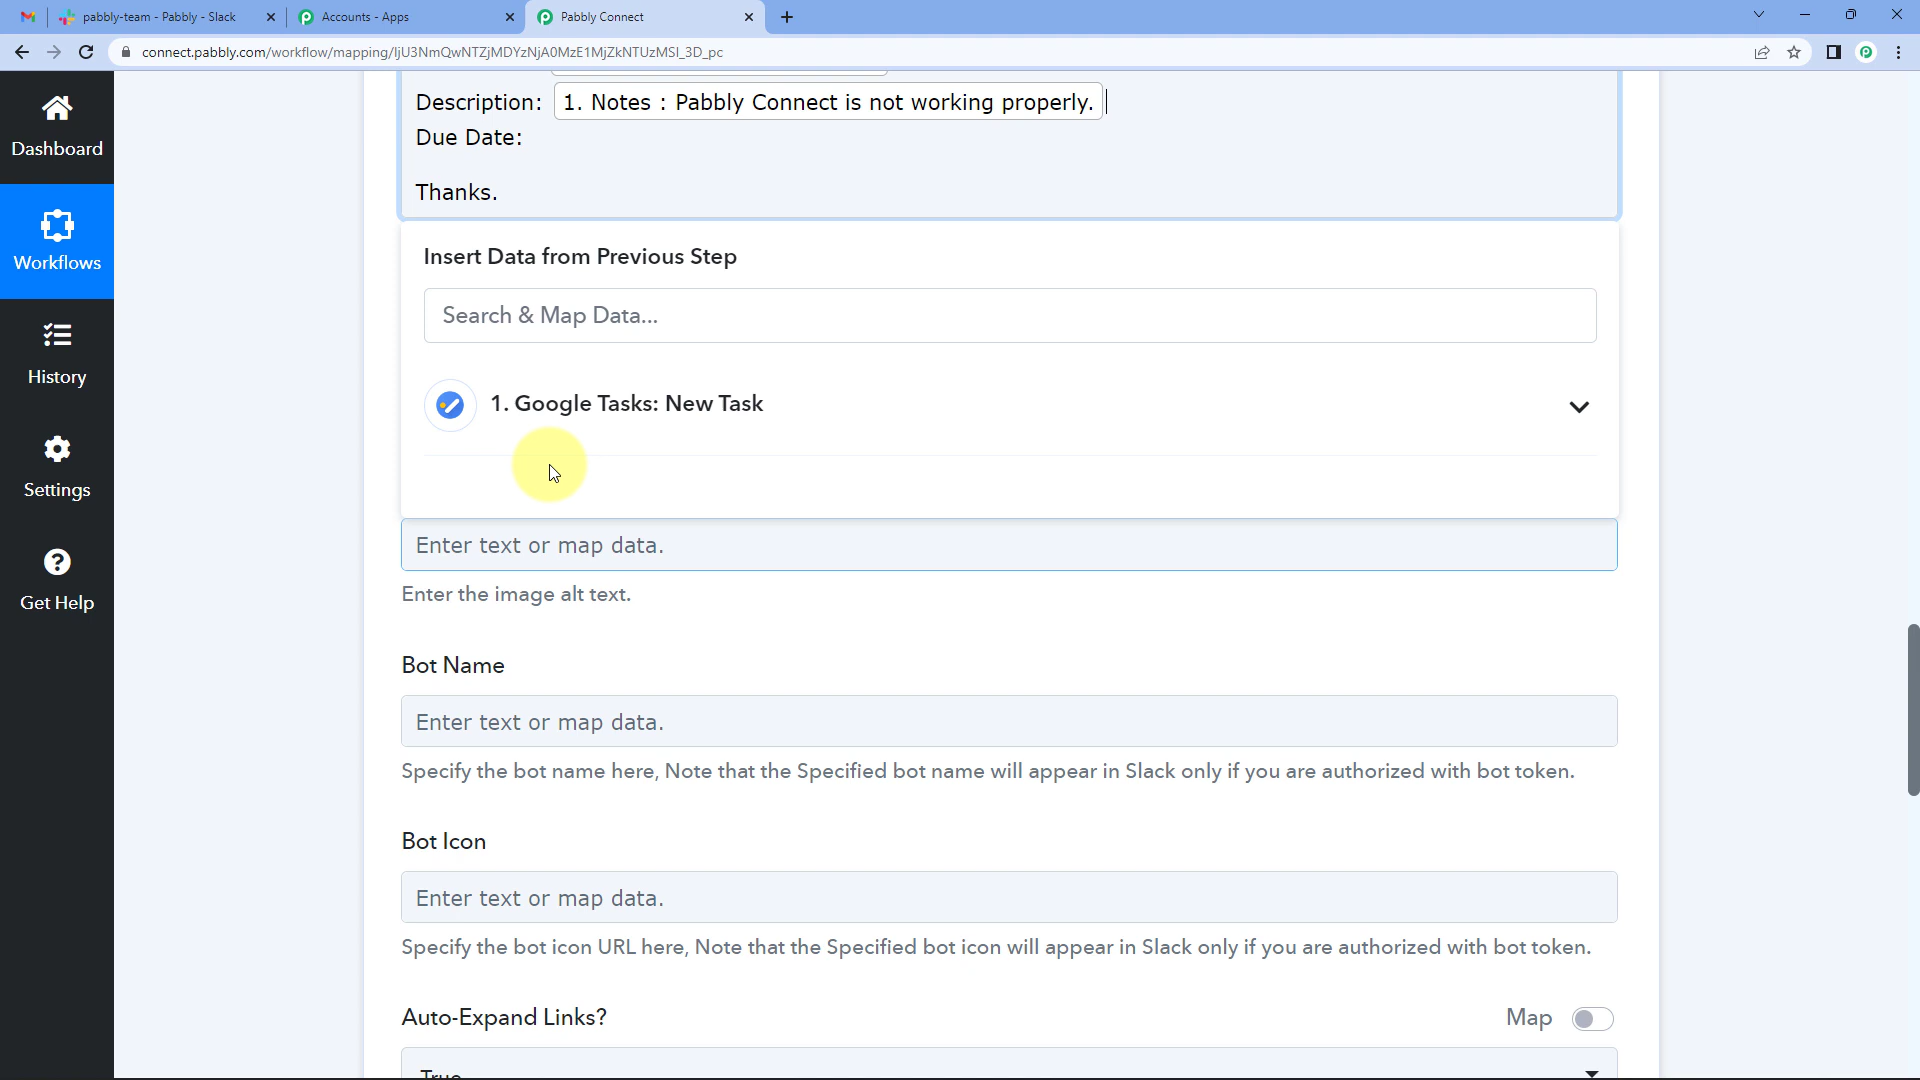 pabbly-team - Pabbly - Slack
Accounts - Apps
Pabbly Connect
connect.pabbly.com/workflow/mapping/IjU3NmQwNTZjMDYzNjA0MzE1MjZkNTUzMSI_3D_pc
Dashboard
Workflows
History
Settings
Get Help
Description: 1. Notes : Pabbly Connect is not working properly.
Due Date:
Thanks.
Insert Data from Previous Step
Search & Map Data...
1. Google Tasks: New Task
Enter text or map data.
Enter the image alt text.
Bot Name
Enter text or map data.
Specify the bot name here, Note that the Specified bot name will appear in Slack only if you are authorized with bot token.
Bot Icon
Enter text or map data.
Specify the bot icon URL here, Note that the Specified bot icon will appear in Slack only if you are authorized with bot token.
Auto-Expand Links?
Map
True